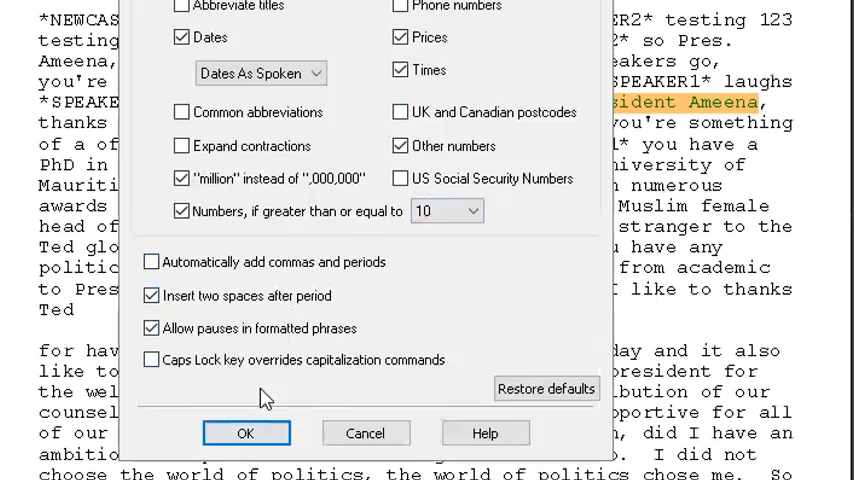 Abbreviate titles Phone numbers
*NEWCAS ER2* testing 123
Dates Prices
testing 2* so Pres.
Ameena, eakers go,
Dates As Spoken Times
you're SPEAKER1* laughs
*SPEAKE sident Ameena,
Common abbreviations UK and Canadian postcodes
thanks you're something
of a of 1* you have a
Expand contractions Other numbers
PhD in niversity of
"million" instead of ",000,000" US Social Security Numbers
Mauriti n numerous
awards Muslim female
Numbers, if greater than or equal to 10
head of stranger to the
Ted glo u have any
Automatically add commas and periods
politic from academic
to Pres I like to thanks
Insert two spaces after period
Ted
Allow pauses in formatted phrases
for hav day and it also
Caps Lock key overrides capitalization commands
like to resident for
Restore defaults
the wel bution of our
counsel pportive for all
OK Cancel Help
of our n, did I have an
ambitio o. I did not
choose the world of politics, the world of politics chose me. So